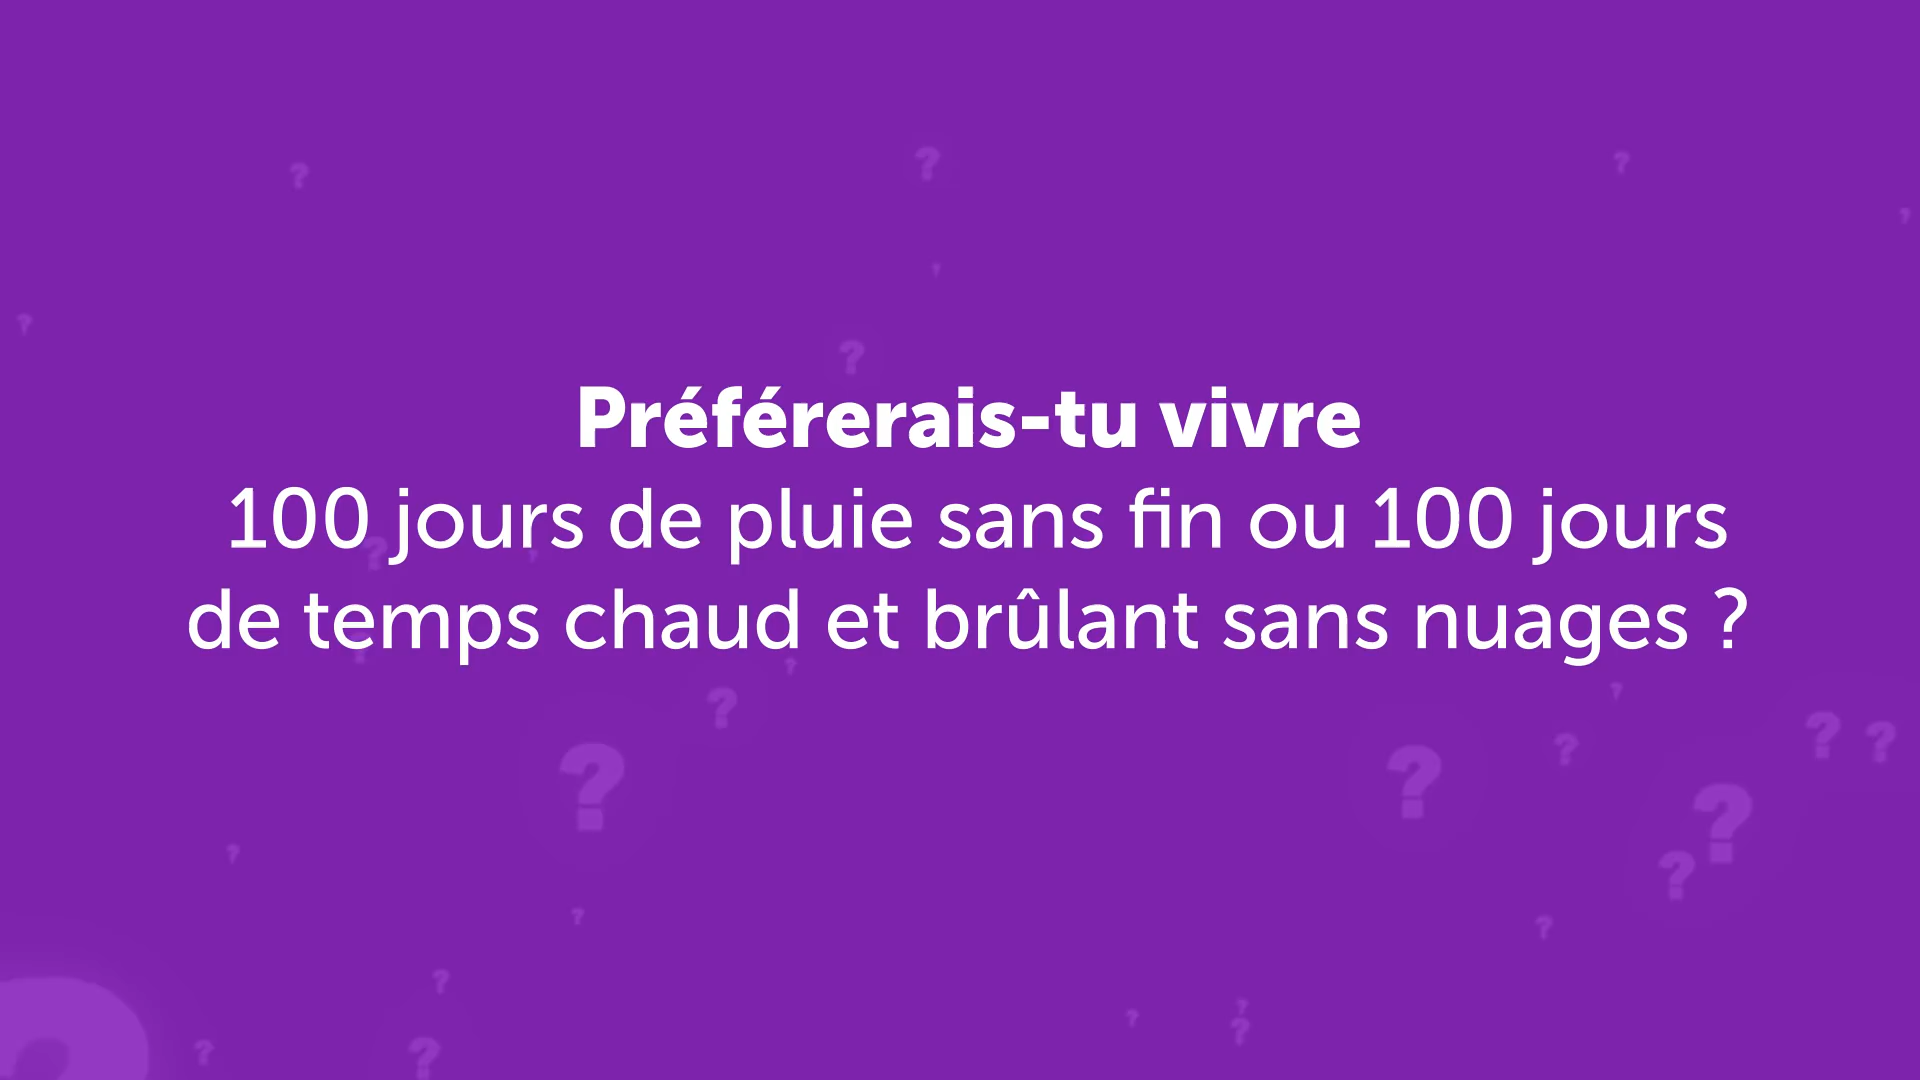 Préférerais-tu vivre
100 jours de pluie sans fin ou 100 jours
de temps chaud et brûlant sans nuages ?